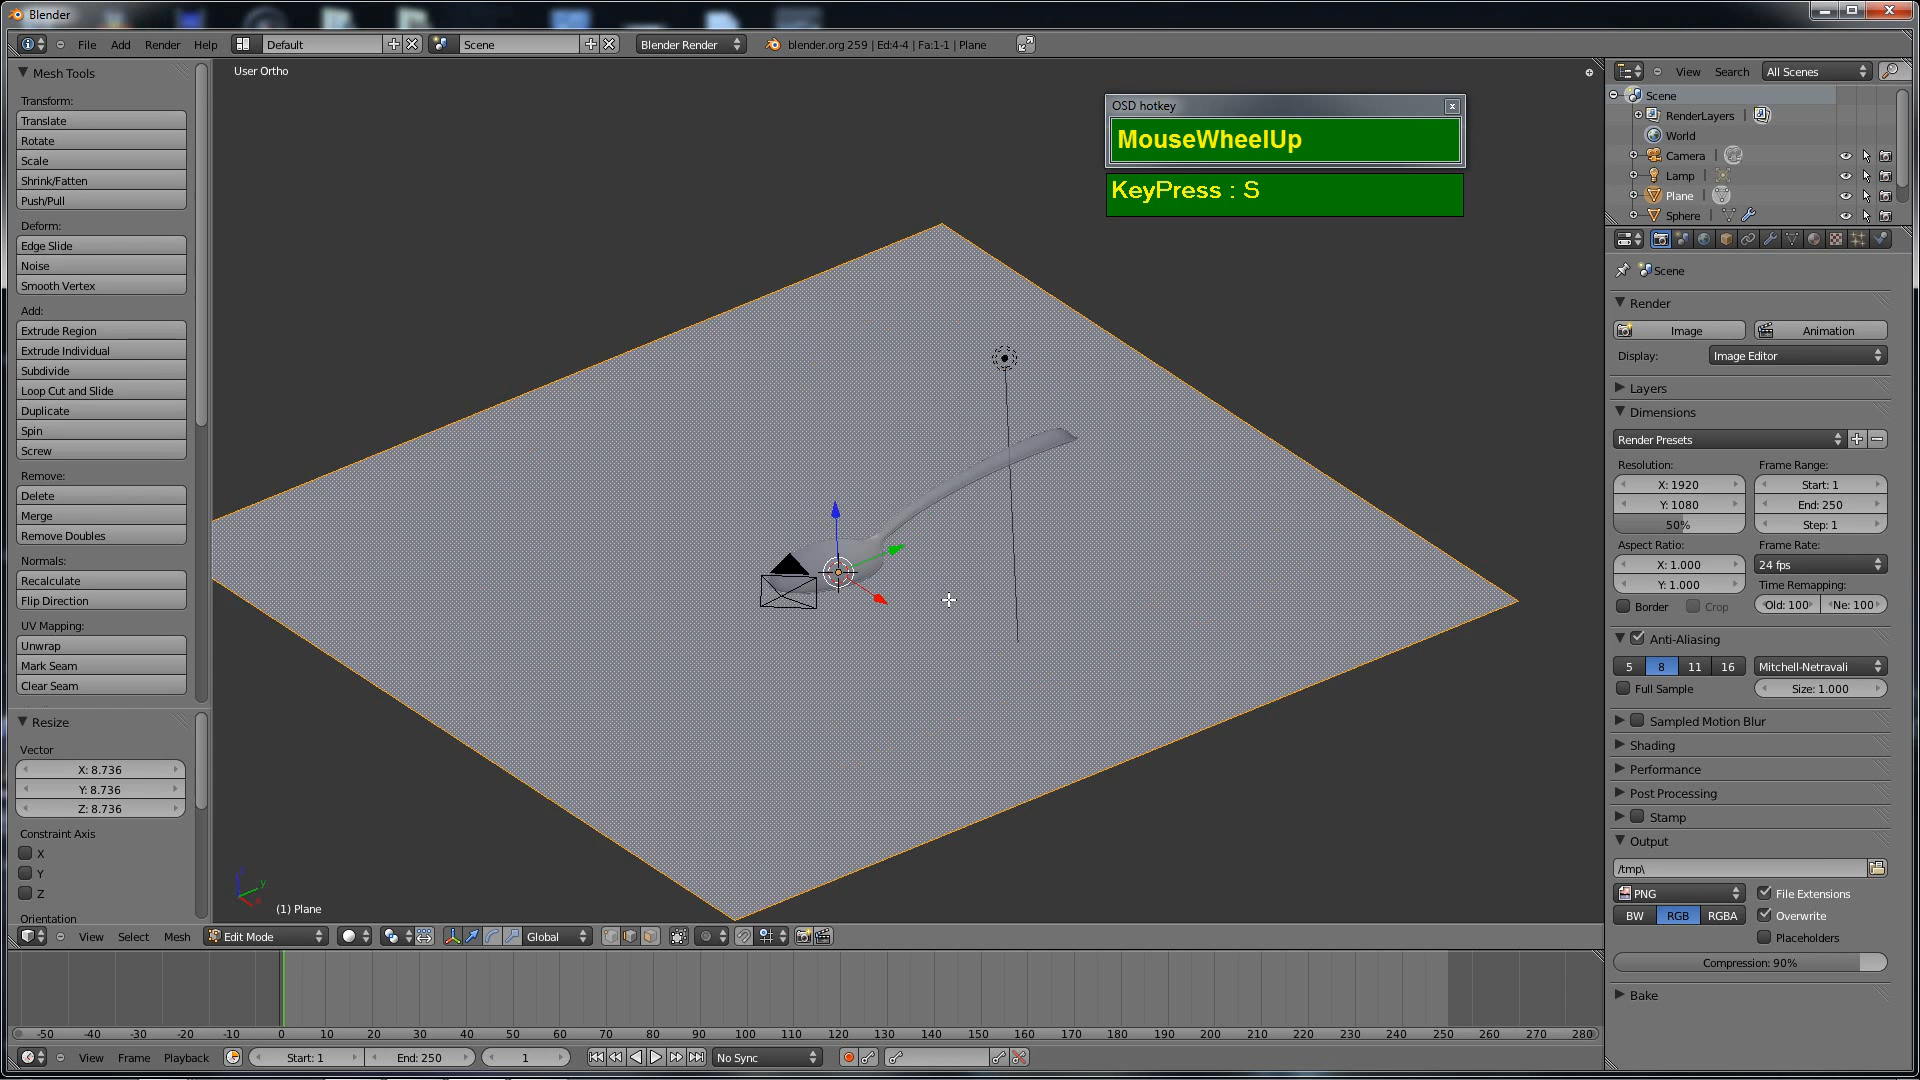 Blender
File Add Render Help Default Scene Blender Render blender.org 259 | Ed:4-4 | Fa:1-1 | Plane
Mesh Tools
Transform:
Translate
Rotate
Scale
Shrink/Fatten
Push/Pull
Deform:
Edge Slide
Noise
Smooth Vertex
Add:
Extrude Region
Extrude Individual
Subdivide
Loop Cut and Slide
Duplicate
Spin
Screw
Remove:
Delete
Merge
Remove Doubles
Normals:
Recalculate
Flip Direction
UV Mapping:
Unwrap
Mark Seam
Clear Seam
Resize
Vector
X: 8.736
Y: 8.736
Z: 8.736
Constraint Axis
X
Y
Z
Orientation
User Ortho
OSD hotkey
MouseWheelUp
KeyPress : S
(1) Plane
View Select Mesh Edit Mode Global
-50 -40 -30 -20 -10 0 10 20 30 40 50 60 70 80 90 100 110 120 130 140 150 160 170 180 190 200 210 220 230 240 250 260 270 280
View Frame Playback Start: 1 End: 250 1 No Sync
View Search All Scenes
Scene
RenderLayers
World
Camera
Lamp
Plane
Sphere
Scene
Render
Image Animation
Display: Image Editor
Layers
Dimensions
Render Presets
Resolution: Frame Range:
X: 1920 Start: 1
Y: 1080 End: 250
50% Step: 1
Aspect Ratio: Frame Rate:
X: 1.000 24 fps
Y: 1.000 Time Remapping:
Border Crop Old: 100 Ne: 100
Anti-Aliasing
5 8 11 16 Mitchell-Netravali
Full Sample Size: 1.000
Sampled Motion Blur
Shading
Performance
Post Processing
Stamp
Output
/tmp\
PNG File Extensions
BW RGB RGBA Overwrite
Placeholders
Compression: 90%
Bake